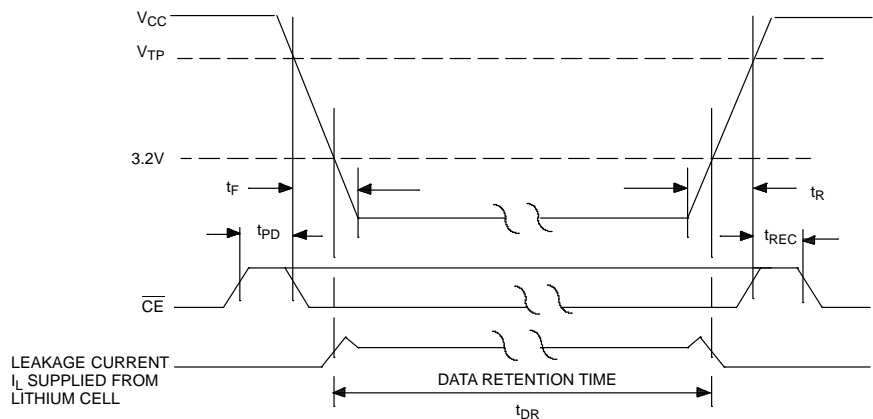 VCC
VTP
3.2V
tF
tR
tPD
tREC
CE
LEAKAGE CURRENT
IL SUPPLIED FROM
LITHIUM CELL
DATA RETENTION TIME
tDR